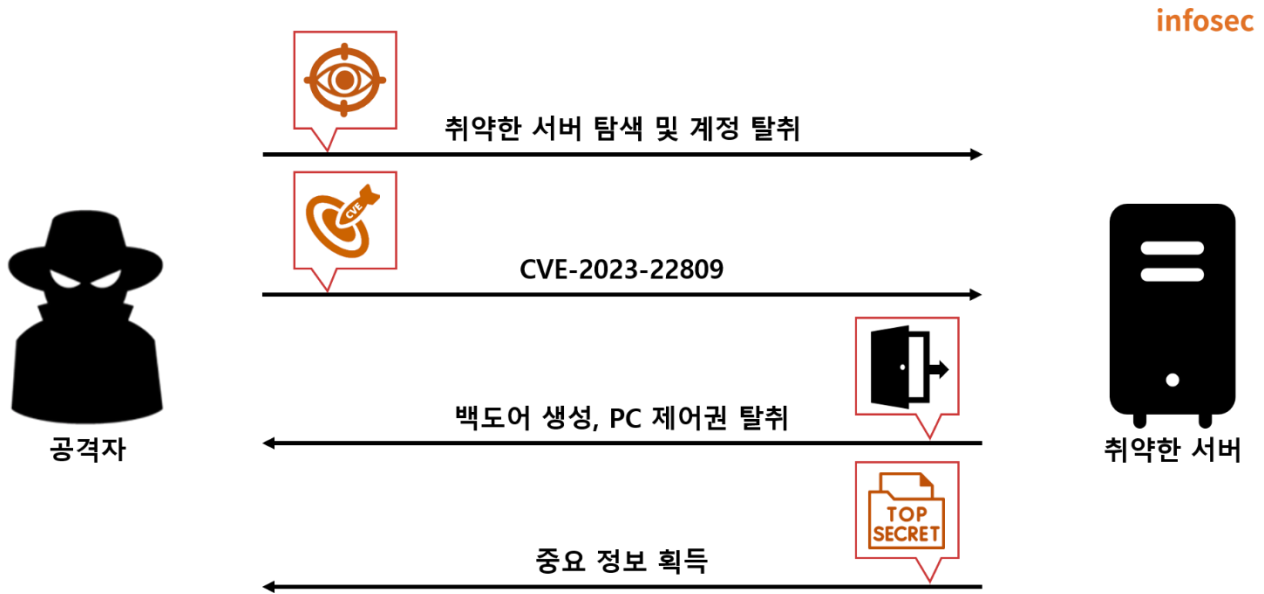 infosec
취약한 서버 탐색 및 계정 탈취
CVE
CVE-2023-22809
백도어 생성, PC 제어권 탈취
공격자
취약한 서버
TOP
SECRET
중요 정보 획득